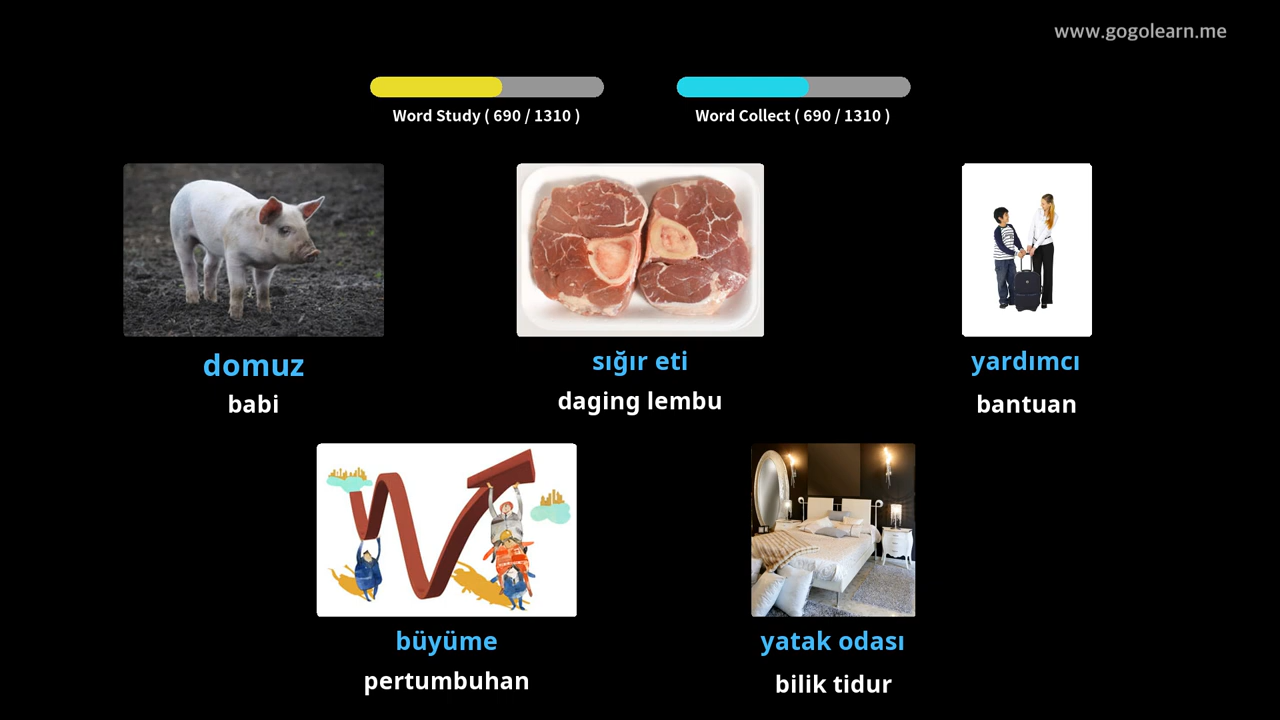 www.gogolearn.me
Word Study ( 690 / 1310 )
Word Collect ( 690 / 1310 )
domuz
babi
sığır eti
daging lembu
yardımcı
bantuan
büyüme
pertumbuhan
yatak odası
bilik tidur